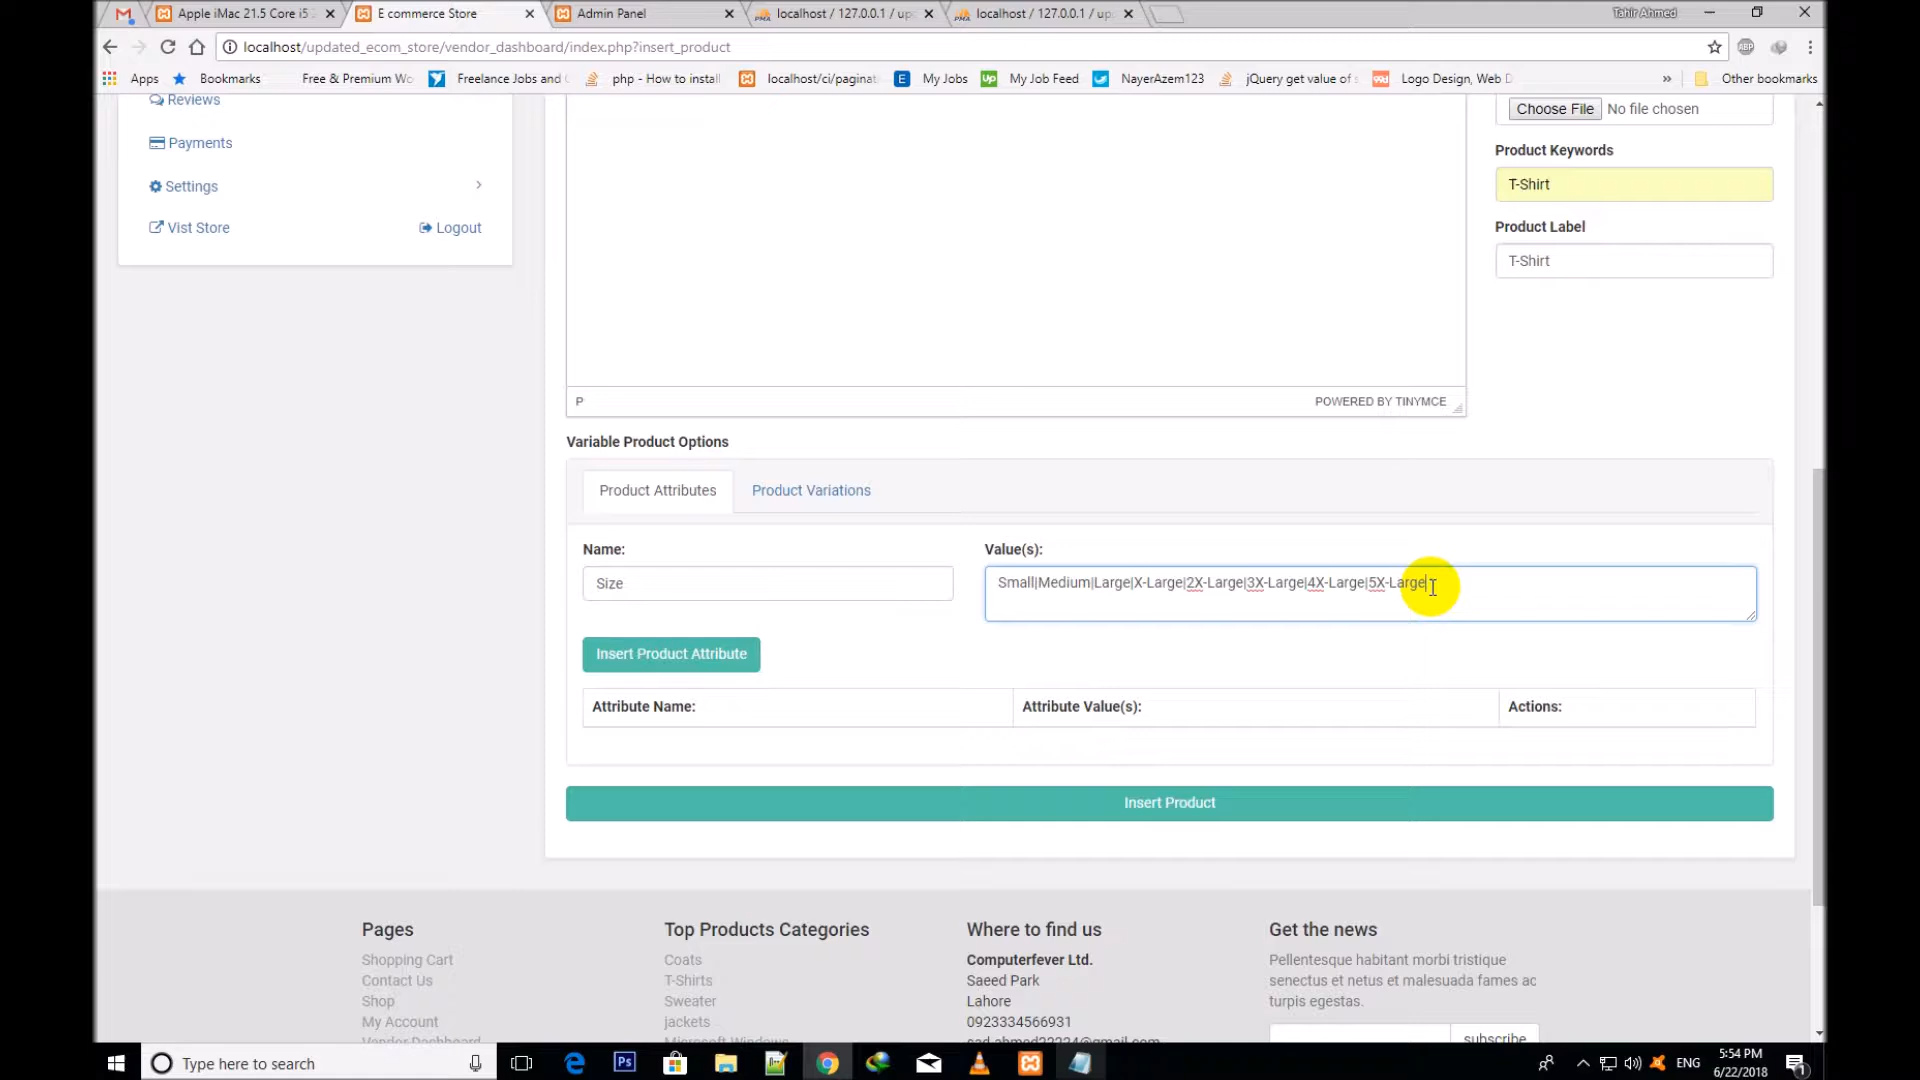 Apple iMac 21.5 Core i5
E commerce Store
Admin Panel
localhost / 127.0.0.1 / up
localhost / 127.0.0.1 / up
Tahir Ahmed
localhost/updated_ecom_store/vendor_dashboard/index.php?insert_product
Apps
Bookmarks
Free & Premium Wo
Freelance Jobs and
php - How to install
localhost/ci/paginat
My Jobs
My Job Feed
NayerAzem123
jQuery get value of
Logo Design, Web D
»
Other bookmarks
Reviews
Payments
Settings
Vist Store
Logout
Choose File No file chosen
Product Keywords
T-Shirt
Product Label
T-Shirt
P
POWERED BY TINYMCE
Variable Product Options
Product Attributes
Product Variations
Name:
Value(s):
Size
Small|Medium|Large|X-Large|2X-Large|3X-Large|4X-Large|5X-Large
Insert Product Attribute
Attribute Name:
Attribute Value(s):
Actions:
Insert Product
Pages
Shopping Cart
Contact Us
Shop
My Account
Vendor Dashboard
Top Products Categories
Coats
T-Shirts
Sweater
jackets
Microsoft Windows
Where to find us
Computerfever Ltd.
Saeed Park
Lahore
0923334566931
sad.ahmed22224@gmail.com
Get the news
Pellentesque habitant morbi tristique
senectus et netus et malesuada fames ac
turpis egestas.
subscribe
Type here to search
ENG
5:54 PM
6/22/2018